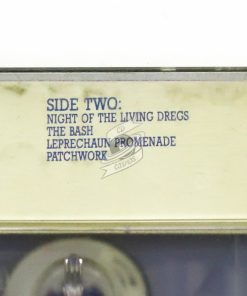 SIDE TWO:
NIGHT OF THE LIVING DREGS
THE BASH
LEPRECHAUN PROMENADE
PATCHWORK